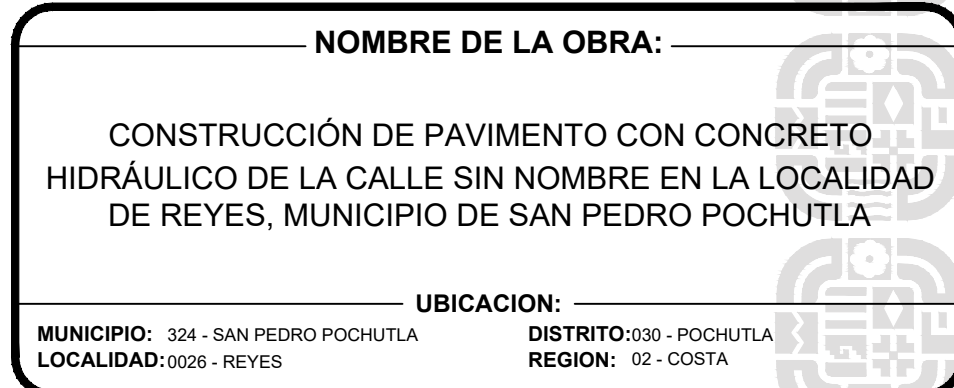 NOMBRE DE LA OBRA:
CONSTRUCCIÓN DE PAVIMENTO CON CONCRETO
HIDRÁULICO DE LA CALLE SIN NOMBRE EN LA LOCALIDAD
DE REYES, MUNICIPIO DE SAN PEDRO POCHUTLA
UBICACION:
MUNICIPIO: 324 - SAN PEDRO POCHUTLA DISTRITO:030 - POCHUTLA
LOCALIDAD:0026 - REYES REGION: 02 - COSTA